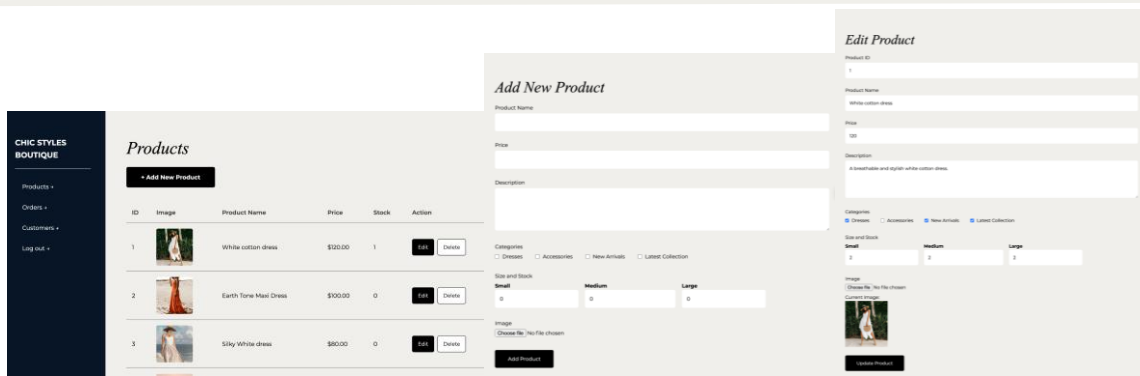 CHIC STYLES
BOUTIQUE
Products +
Orders +
Customers +
Log out +
Products
+ Add New Product
ID Image Product Name Price Stock Action
1 White cotton dress $120.00 1 Edit Delete
2 Earth Tone Maxi Dress $100.00 0 Edit Delete
3 Silky White dress $80.00 0 Edit Delete
Add New Product
Product Name
Price
Description
Categories
Dresses Accessories New Arrivals Latest Collection
Size and Stock
Small Medium Large
0 0 0
Image
Choose file No file chosen
Add Product
Edit Product
Product ID
1
Product Name
White cotton dress
Price
120
Description
A breathable and stylish white cotton dress.
Categories
Dresses Accessories New Arrivals Latest Collection
Size and Stock
Small Medium Large
2 2 2
Image
Choose file No file chosen
Current Image:
Update Product